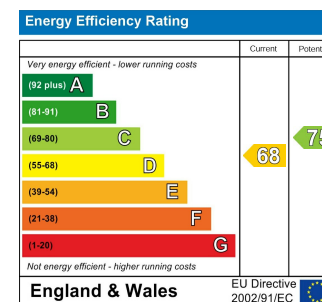 Energy Efficiency Rating
Current
Very energy efficient - lower running costs
(92 plus) A
(81-91) B
(69-80) C
(55-68) D
(39-54) E
(21-38) F
(1-20) G
68
Not energy efficient - higher running costs
England & Wales
EU Directive
2002/91/EC